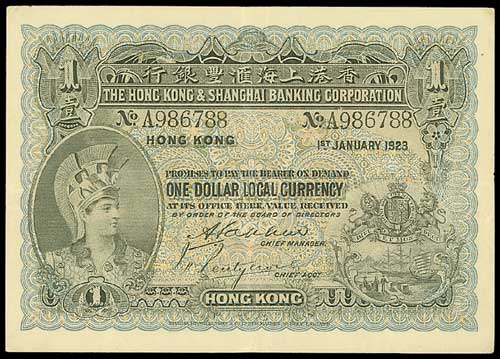 1 1
壹 行銀豐滙海上港香 壹
THE HONG KONG & SHANGHAI BANKING CORPORATION
No. A986788 No. A986788
HONG KONG 1ST JANUARY 1923
PROMISES TO PAY THE BEARER ON DEMAND
ONE DOLLAR LOCAL CURRENCY
AT ITS OFFICE HERE, VALUE RECEIVED
BY ORDER OF THE BOARD OF DIRECTORS
CHIEF MANAGER.
CHIEF ACCT.
1 HONG KONG